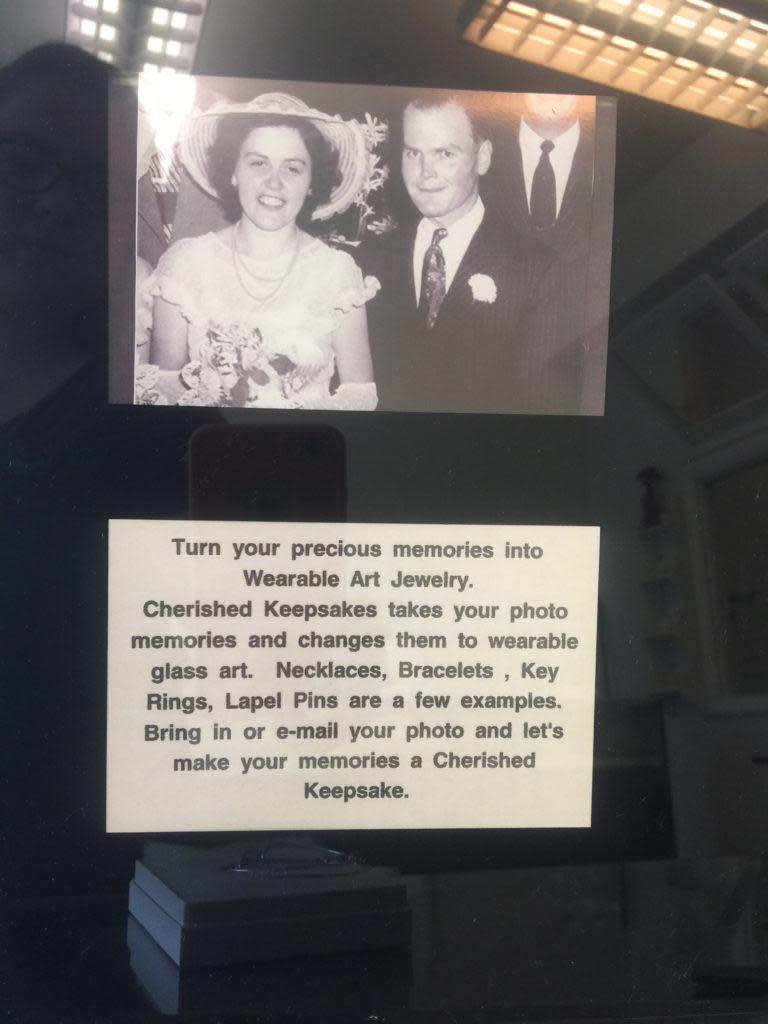 Turn your precious memories into
Wearable Art Jewelry.
Cherished Keepsakes takes your photo
memories and changes them to wearable
glass art. Necklaces, Bracelets , Key
Rings, Lapel Pins are a few examples.
Bring in or e-mail your photo and let's
make your memories a Cherished
Keepsake.